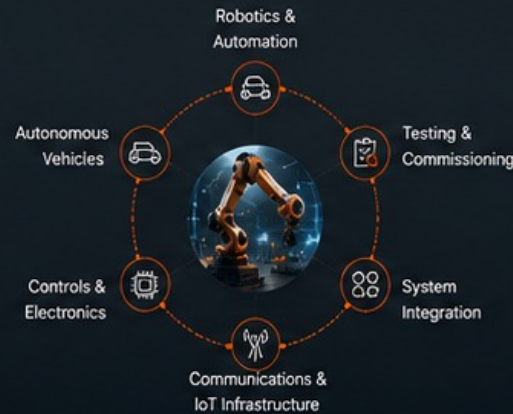 Robotics &
Automation
Autonomous
Vehicles
Testing &
Commissioning
Controls &
Electronics
System
Integration
Communications &
IoT Infrastructure